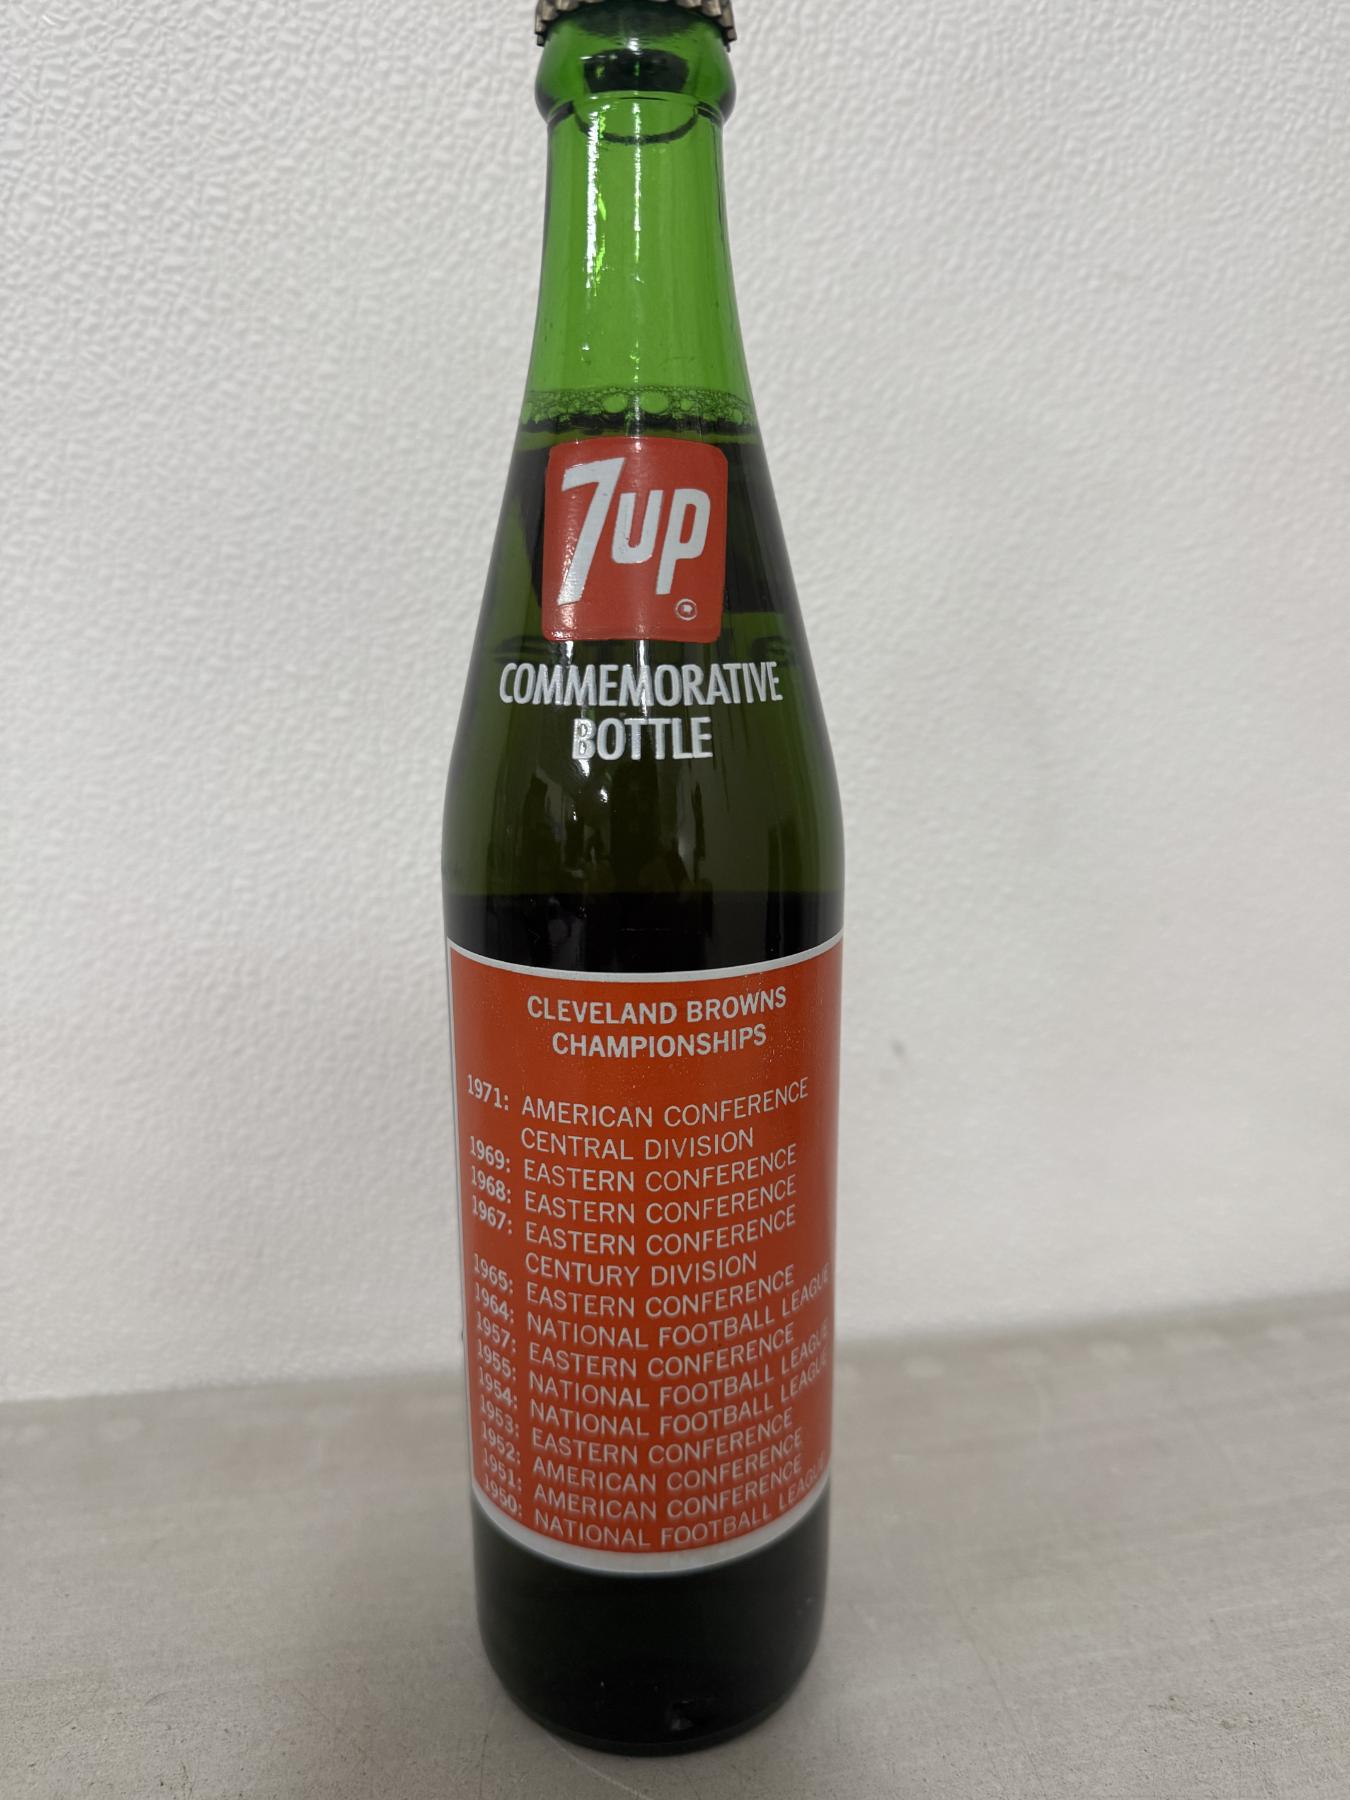 7up
®
COMMEMORATIVE
BOTTLE
CLEVELAND BROWNS
CHAMPIONSHIPS
1971: AMERICAN CONFERENCE
CENTRAL DIVISION
1969: EASTERN CONFERENCE
1968: EASTERN CONFERENCE
1967: EASTERN CONFERENCE
CENTURY DIVISION
1965: EASTERN CONFERENCE
1964: NATIONAL FOOTBALL LEAGUE
1957: EASTERN CONFERENCE
1955: NATIONAL FOOTBALL LEAGUE
1954: NATIONAL FOOTBALL LEAGUE
1953: EASTERN CONFERENCE
1952: AMERICAN CONFERENCE
1951: AMERICAN CONFERENCE
1950: NATIONAL FOOTBALL LEAGUE